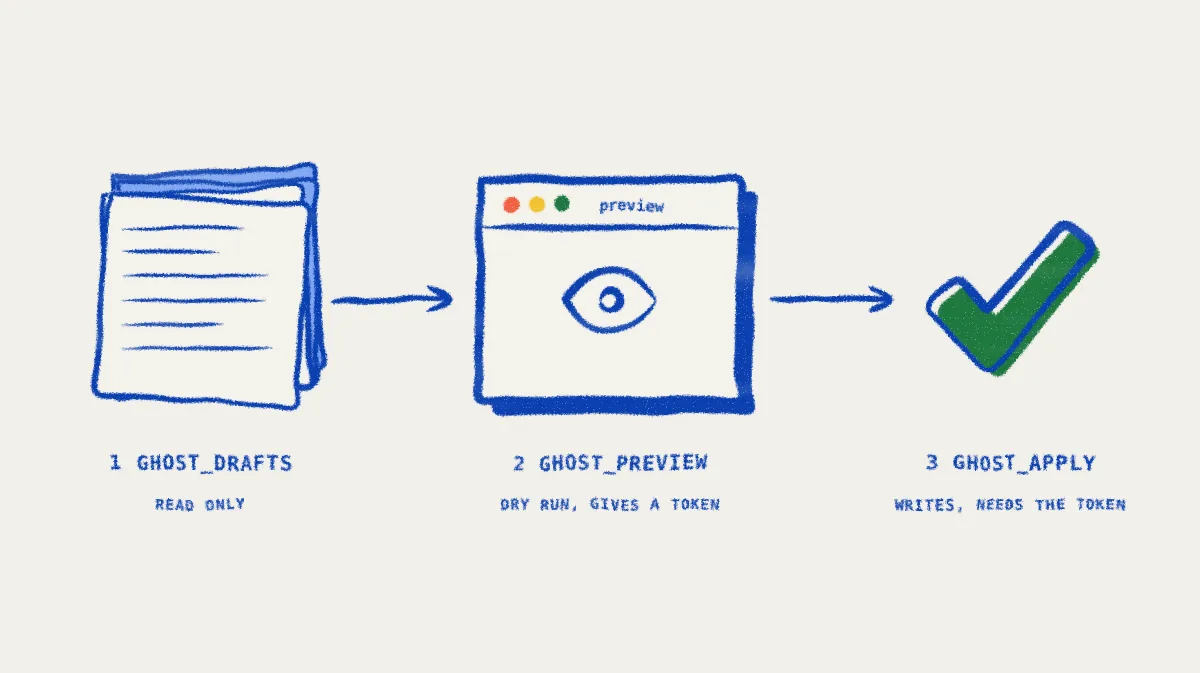 preview
1 GHOST_DRAFTS
READ ONLY
2 GHOST_PREVIEW
DRY RUN, GIVES A TOKEN
3 GHOST_APPLY
WRITES, NEEDS THE TOKEN